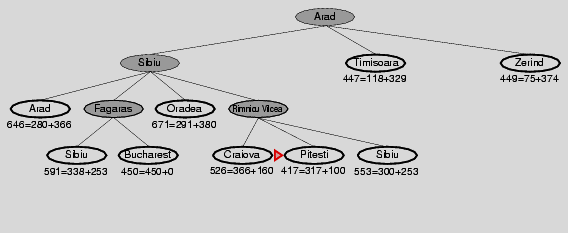 Arad
Sibiu
Timisoara
Zerind
447=118+329
449=75+374
Arad
Fagaras
Oradea
Rimnicu Vilcea
646=280+366
671=291+380
Sibiu
Bucharest
Craiova
Pitesti
Sibiu
591=338+253
450=450+0
526=366+160
417=317+100
553=300+253